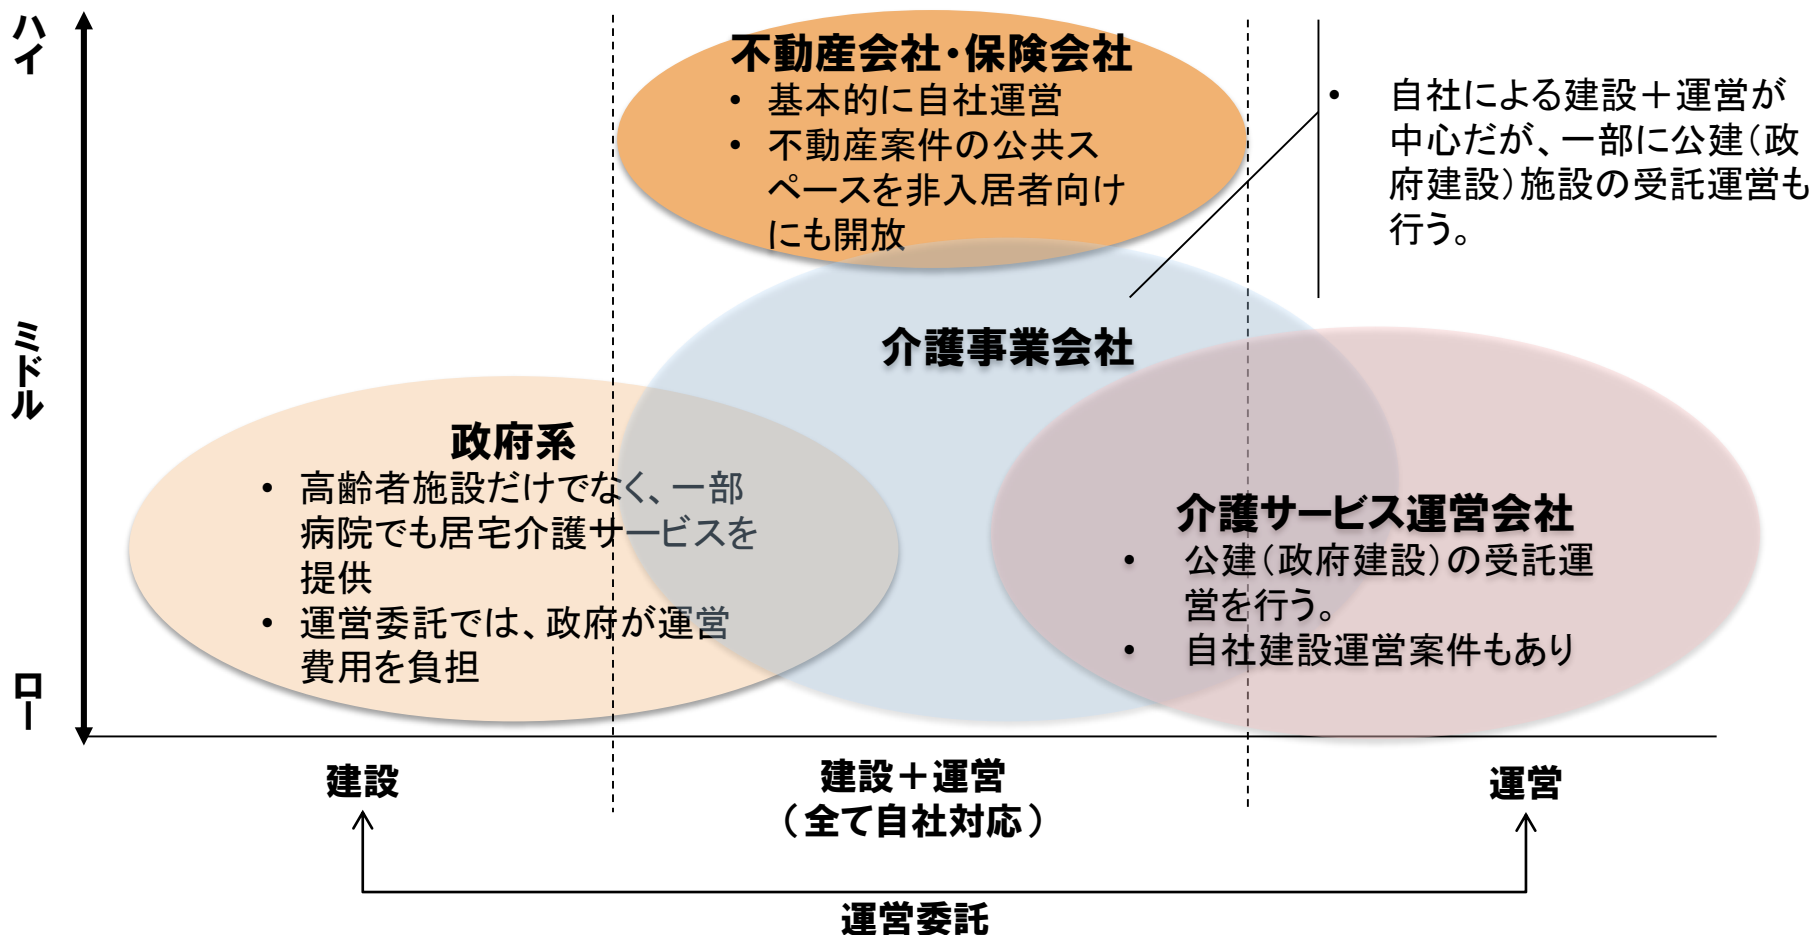 ハイ
ミドル
ロー
不動産会社・保険会社
• 基本的に自社運営
• 不動産案件の公共ス
ペースを非入居者向け
にも開放
• 自社による建設＋運営が
中心だが、一部に公建（政
府建設）施設の受託運営も
行う。
介護事業会社
政府系
• 高齢者施設だけでなく、一部
病院でも居宅介護サービスを
提供
• 運営委託では、政府が運営
費用を負担
介護サービス運営会社
• 公建（政府建設）の受託運
営を行う。
• 自社建設運営案件もあり
建設
建設＋運営
（全て自社対応）
運営
運営委託